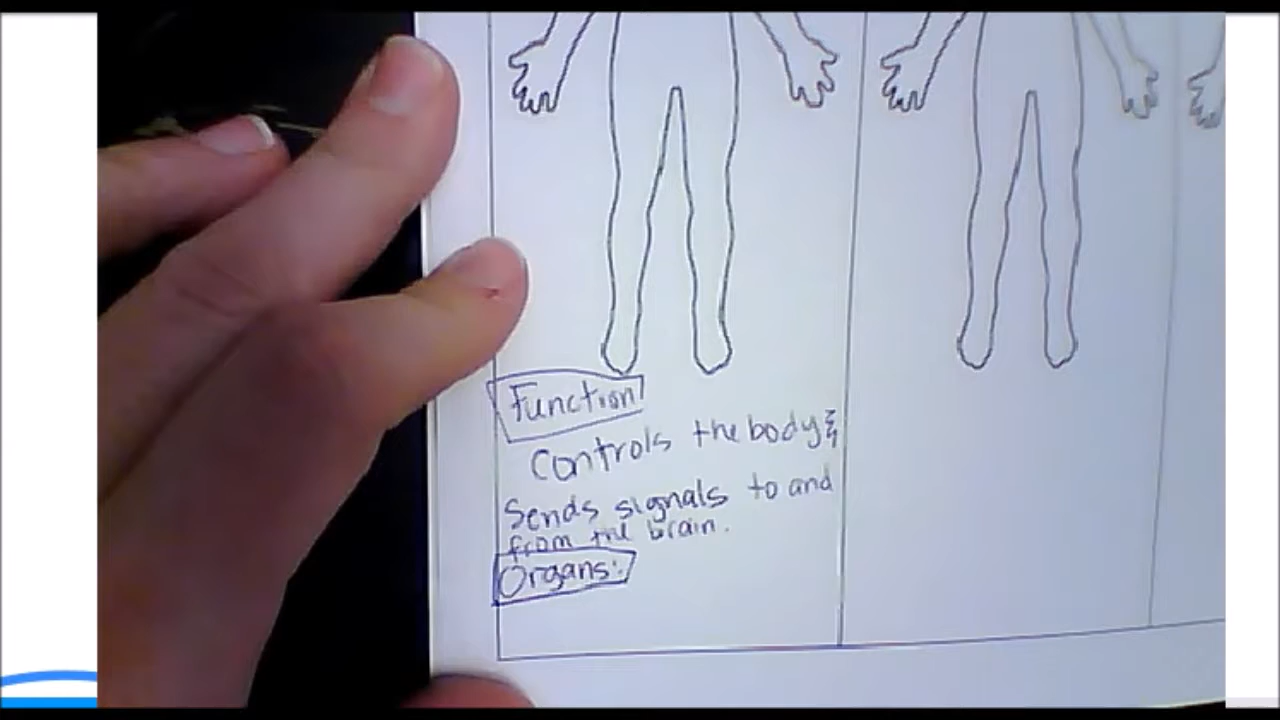 Function
Controls the body &
Sends signals to and
from the brain.
Organs: